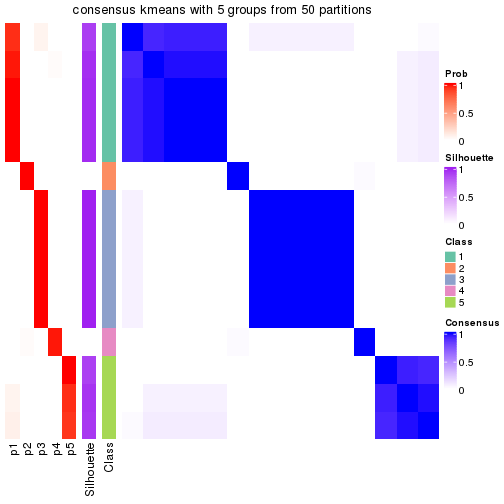 consensus kmeans with 5 groups from 50 partitions
Prob
1
0.5
0
Silhouette
1
0.5
0
Class
1
2
3
4
5
Consensus
1
0.5
0
p1
p2
p3
p4
p5
Silhouette
Class